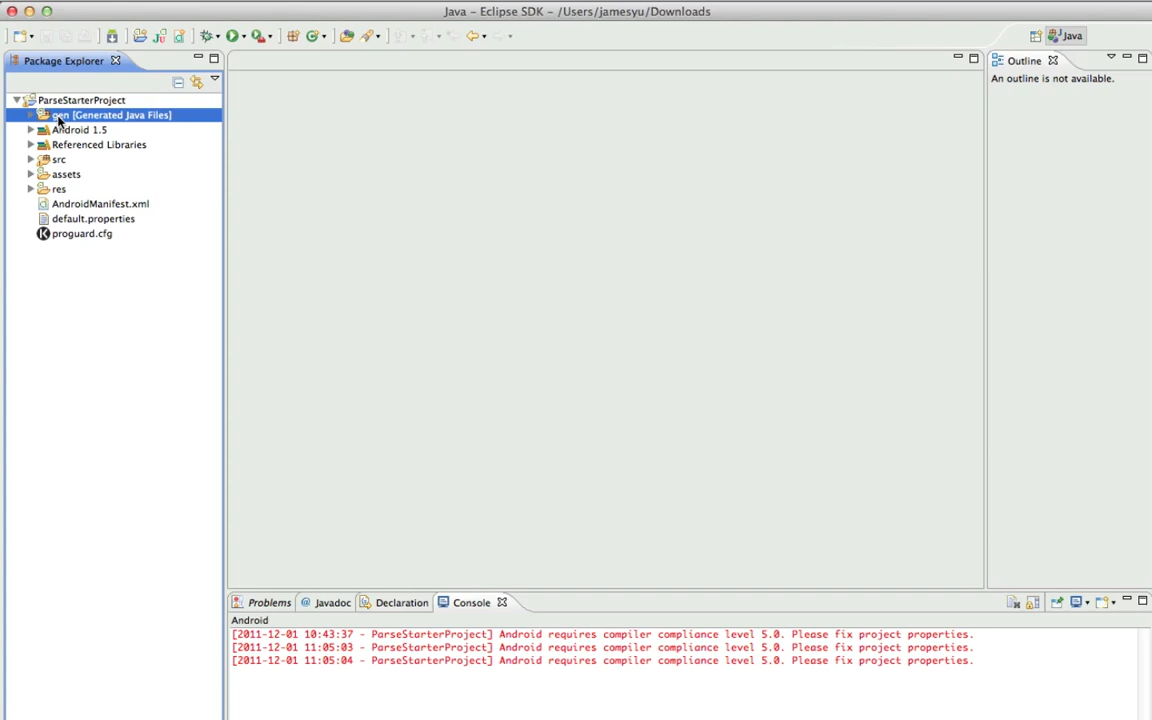 Java - Eclipse SDK - /Users/jamesyu/Downloads
Java
Package Explorer
Outline
An outline is not available.
ParseStarterProject
gen [Generated Java Files]
Android 1.5
Referenced Libraries
src
assets
res
AndroidManifest.xml
default.properties
proguard.cfg
Problems
Javadoc
Declaration
Console
Android
[2011-12-01 10:43:37 - ParseStarterProject] Android requires compiler compliance level 5.0. Please fix project properties.
[2011-12-01 11:05:03 - ParseStarterProject] Android requires compiler compliance level 5.0. Please fix project properties.
[2011-12-01 11:05:04 - ParseStarterProject] Android requires compiler compliance level 5.0. Please fix project properties.